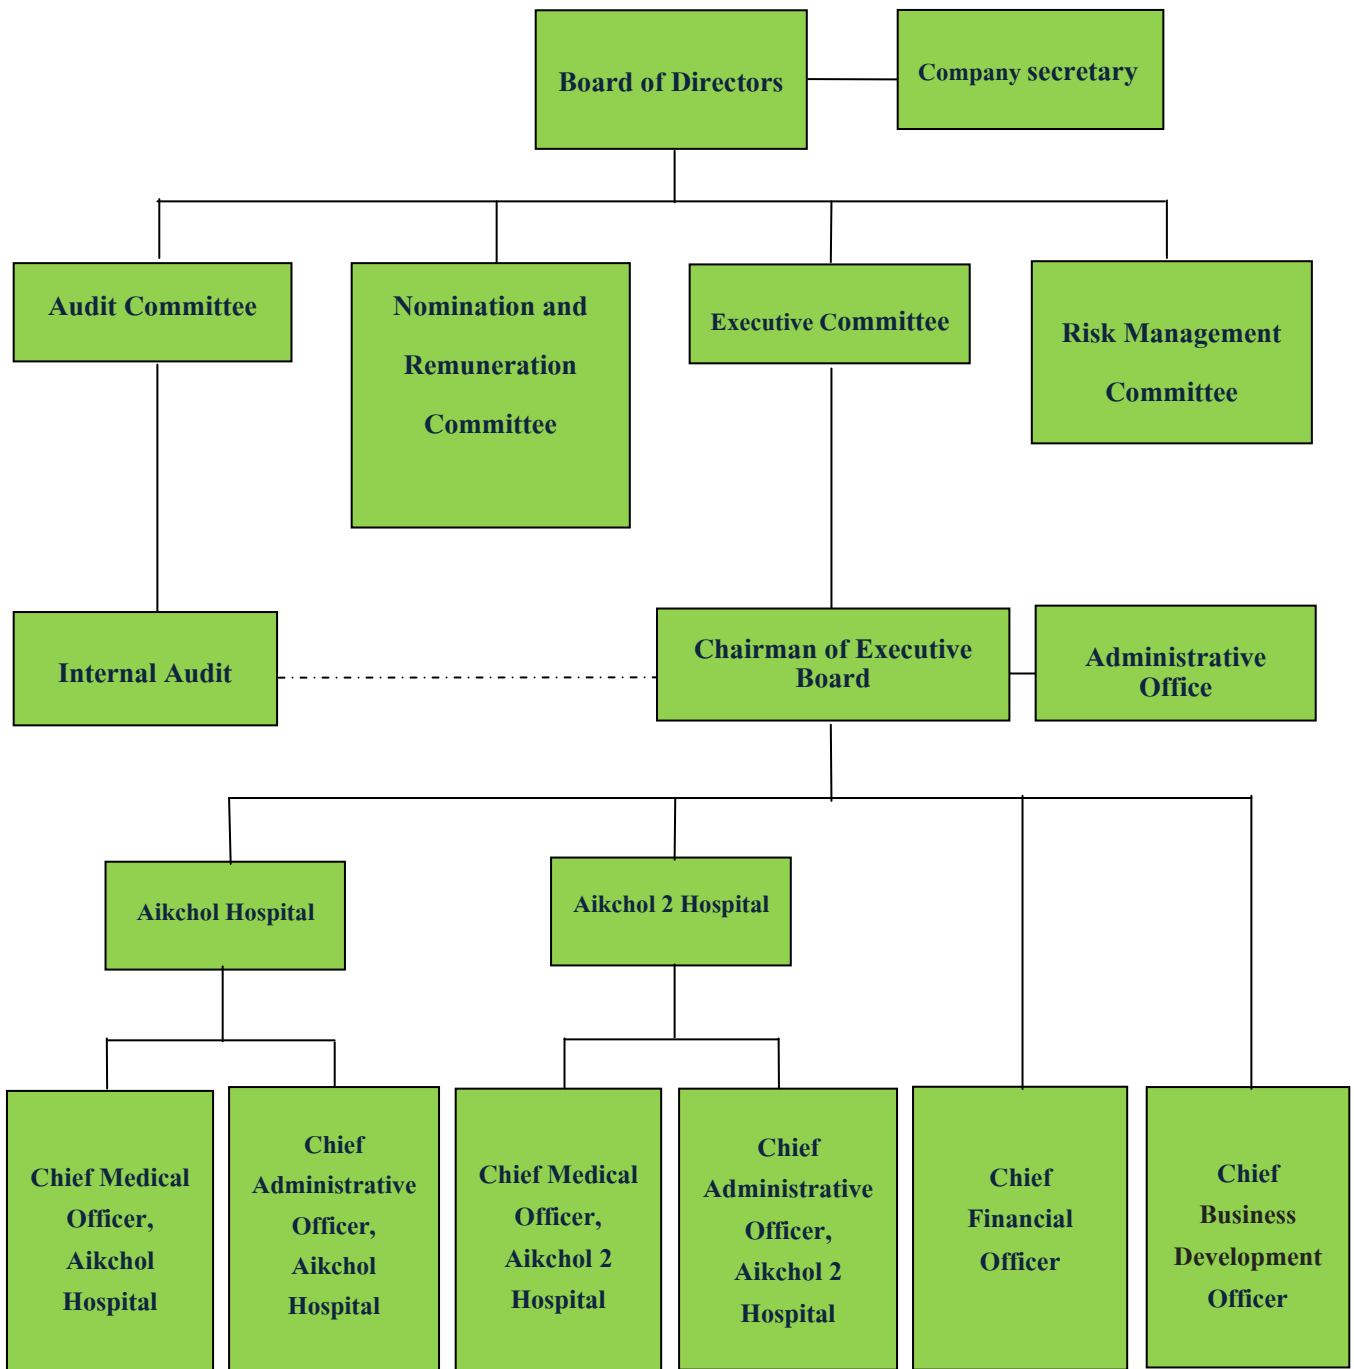 Board of Directors
Company secretary
Audit Committee
Nomination and
Remuneration
Committee
Executive Committee
Risk Management
Committee
Internal Audit
Chairman of Executive
Board
Administrative
Office
Aikchol Hospital
Aikchol 2 Hospital
Chief Medical
Officer,
Aikchol
Hospital
Chief
Administrative
Officer,
Aikchol
Hospital
Chief Medical
Officer,
Aikchol 2
Hospital
Chief
Administrative
Officer,
Aikchol 2
Hospital
Chief
Financial
Officer
Chief
Business
Development
Officer